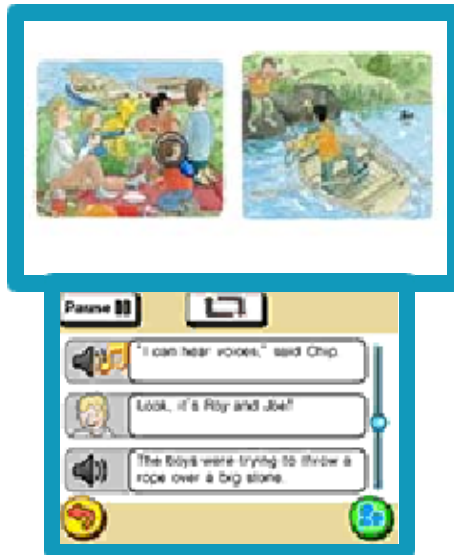 Pause
"I can hear voices," said Chip.
Look, it's Roy and Joe!
The boys were trying to throw a
rope over a big stone.